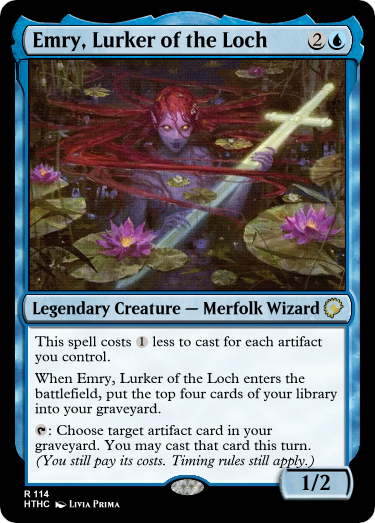 Emry, Lurker of the Loch 2
Legendary Creature — Merfolk Wizard
This spell costs 1 less to cast for each artifact
you control.
When Emry, Lurker of the Loch enters the
battlefield, put the top four cards of your library
into your graveyard.
: Choose target artifact card in your
graveyard. You may cast that card this turn.
(You still pay its costs. Timing rules still apply.)
1/2
R 114
HTHC Livia Prima